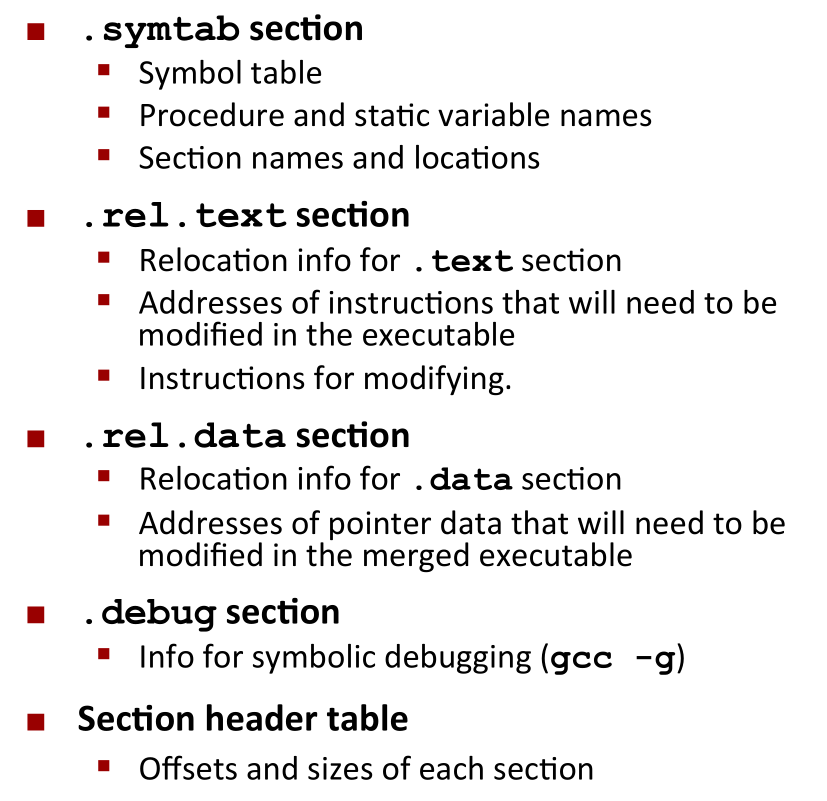 .symtab section
Symbol table
Procedure and static variable names
Section names and locations
.rel.text section
Relocation info for .text section
Addresses of instructions that will need to be
modified in the executable
Instructions for modifying.
.rel.data section
Relocation info for .data section
Addresses of pointer data that will need to be
modified in the merged executable
.debug section
Info for symbolic debugging (gcc -g)
Section header table
Offsets and sizes of each section